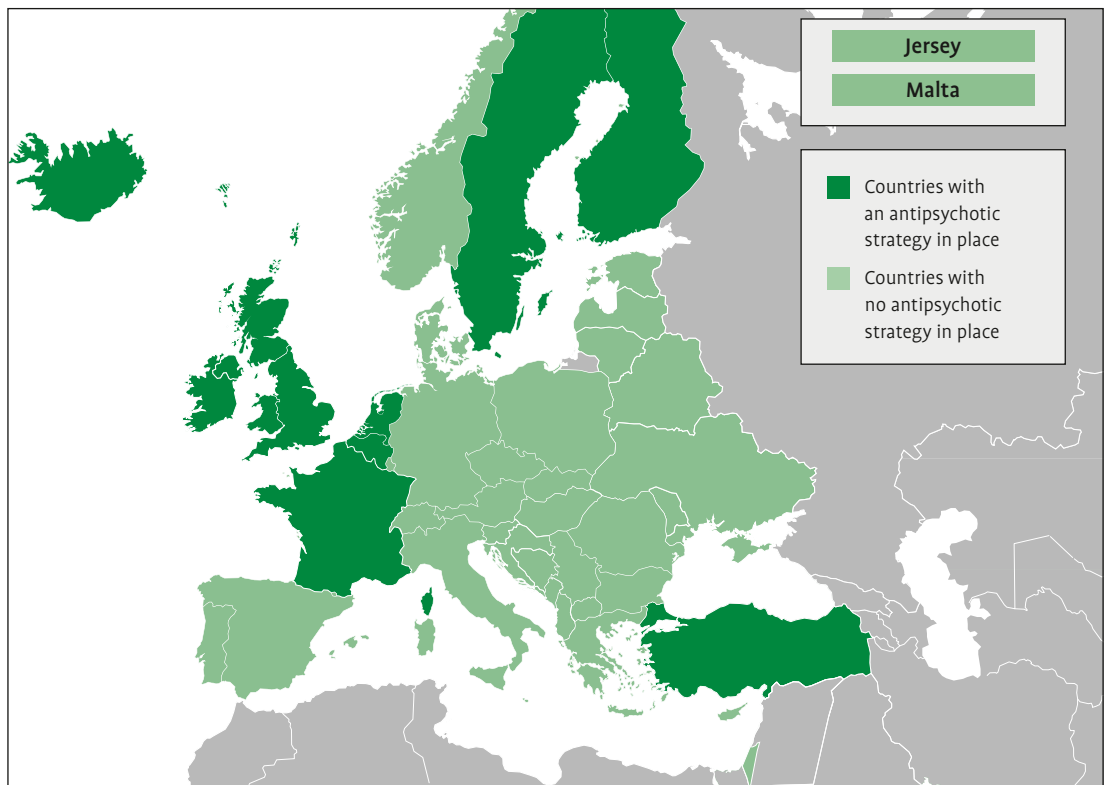 Jersey
Malta
Countries with
an antipsychotic
strategy in place
Countries with
no antipsychotic
strategy in place